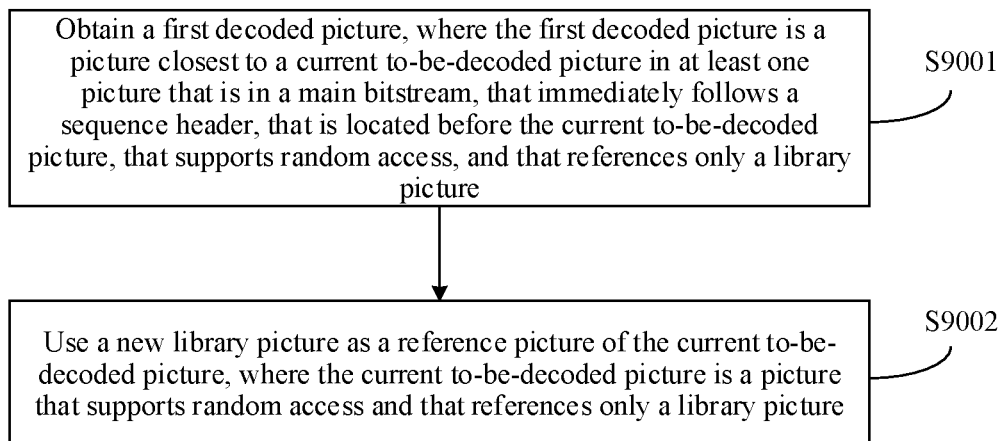 Obtain a first decoded picture, where the first decoded picture is a
picture closest to a current to-be-decoded picture in at least one
picture that is in a main bitstream, that immediately follows a
sequence header, that is located before the current to-be-decoded
picture, that supports random access, and that references only a library
picture
S9001
Use a new library picture as a reference picture of the current to-be-
decoded picture, where the current to-be-decoded picture is a picture
that supports random access and that references only a library picture
S9002